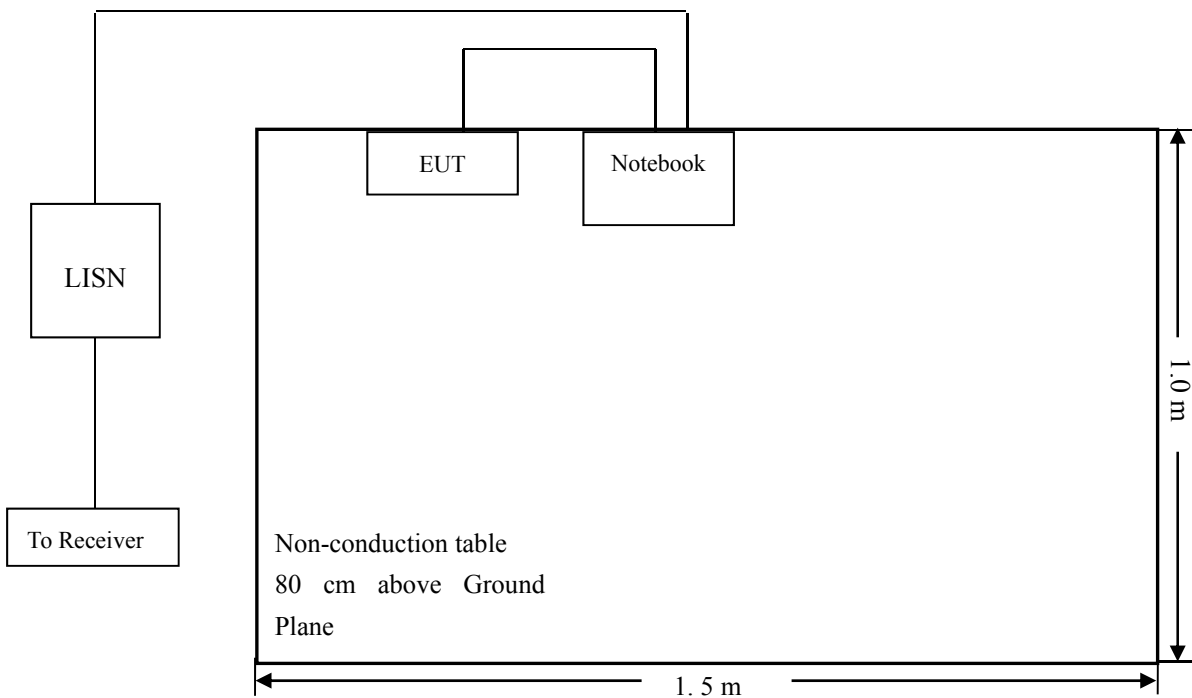 EUT
Notebook
LISN
To Receiver
Non-conduction table
80 cm above Ground
Plane
1.0 m
1. 5 m